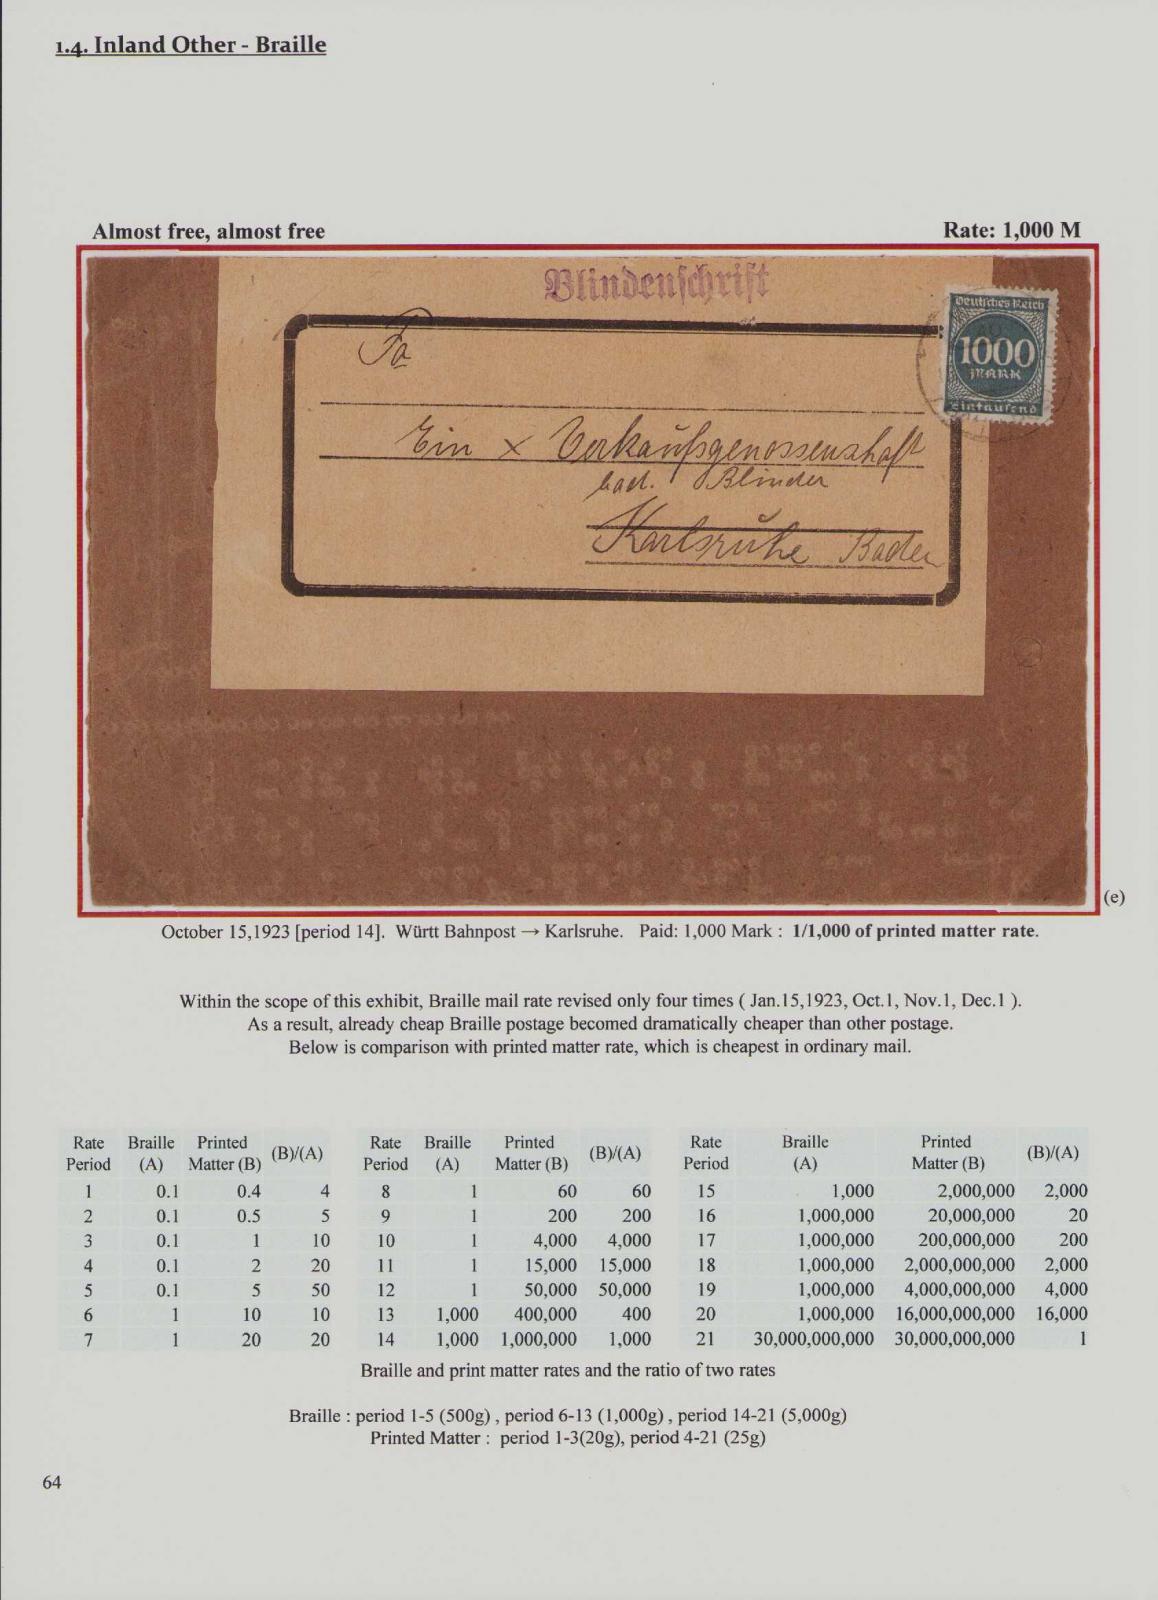 1.4. Inland Other - Braille
Almost free, almost free
Rate: 1,000 M
Blindenschrift
Deutsches Reich
1000
MARK
Eintausend
Fa
Ein x Verkaufsgenossenshaft
bad. Blinder
Karlsruhe Baden
(e)
October 15,1923 [period 14]. Württ Bahnpost → Karlsruhe. Paid: 1,000 Mark : 1/1,000 of printed matter rate.
Within the scope of this exhibit, Braille mail rate revised only four times ( Jan.15,1923, Oct.1, Nov.1, Dec.1 ).
As a result, already cheap Braille postage becomed dramatically cheaper than other postage.
Below is comparison with printed matter rate, which is cheapest in ordinary mail.
Rate Period Braille (A) Printed Matter (B) (B)/(A) Rate Period Braille (A) Printed Matter (B) (B)/(A) Rate Period Braille (A) Printed Matter (B) (B)/(A)
1 0.1 0.4 4 8 1 60 60 15 1,000 2,000,000 2,000
2 0.1 0.5 5 9 1 200 200 16 1,000,000 20,000,000 20
3 0.1 1 10 10 1 4,000 4,000 17 1,000,000 200,000,000 200
4 0.1 2 20 11 1 15,000 15,000 18 1,000,000 2,000,000,000 2,000
5 0.1 5 50 12 1 50,000 50,000 19 1,000,000 4,000,000,000 4,000
6 1 10 10 13 1,000 400,000 400 20 1,000,000 16,000,000,000 16,000
7 1 20 20 14 1,000 1,000,000 1,000 21 30,000,000,000 30,000,000,000 1
Braille and print matter rates and the ratio of two rates
Braille : period 1-5 (500g) , period 6-13 (1,000g) , period 14-21 (5,000g)
Printed Matter : period 1-3(20g), period 4-21 (25g)
64